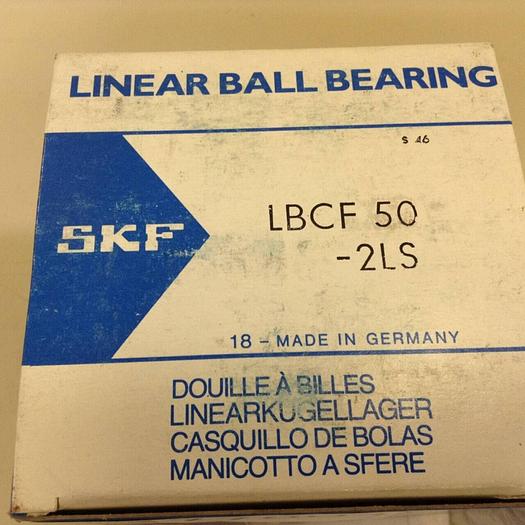 LINEAR BALL BEARING
S 46
SKF
LBCF 50
-2LS
18 - MADE IN GERMANY
DOUILLE À BILLES
LINEARKUGELLAGER
CASQUILLO DE BOLAS
MANICOTTO A SFERE